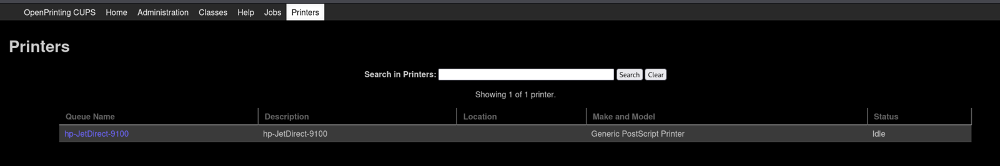 OpenPrinting CUPS Home Administration Classes Help Jobs Printers
Printers
Search in Printers: Search Clear
Showing 1 of 1 printer.
Queue Name Description Location Make and Model Status
hp-JetDirect-9100 hp-JetDirect-9100 Generic PostScript Printer Idle